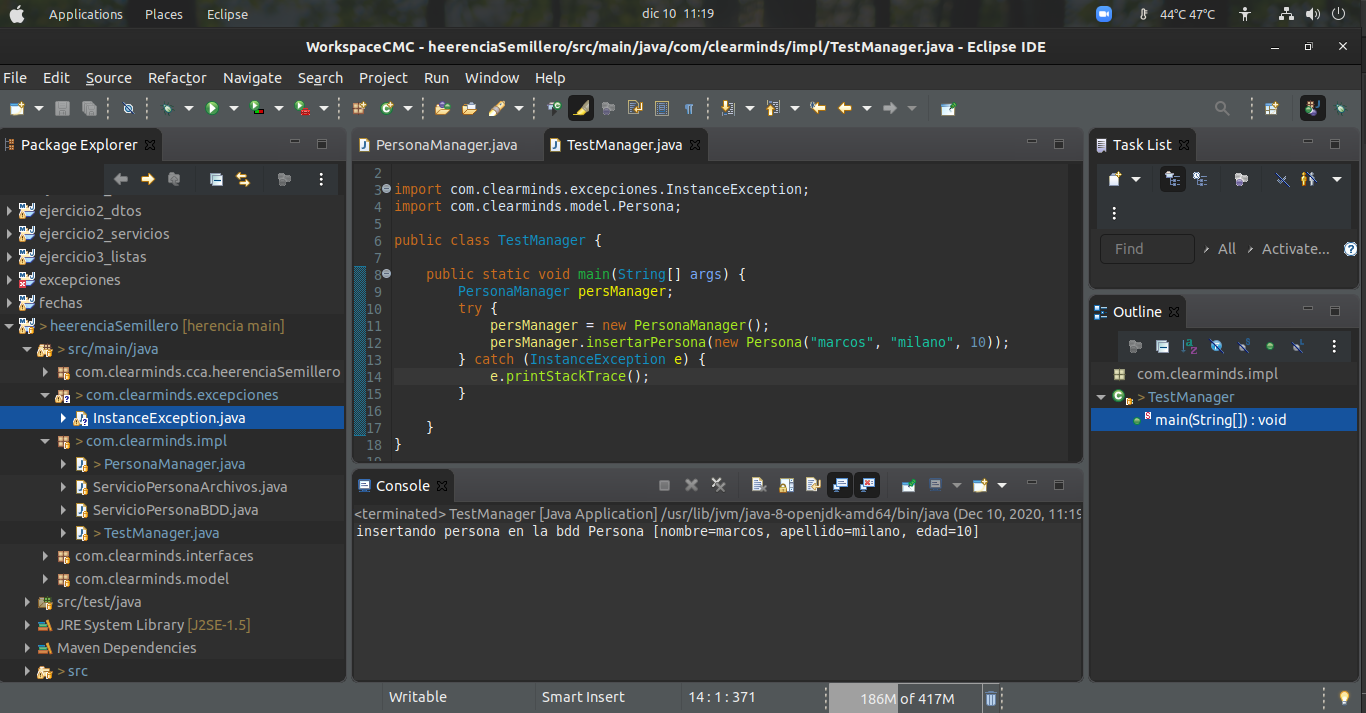 Applications Places Eclipse dic 10 11:19 44°C 47°C
WorkspaceCMC - heerenciaSemillero/src/main/java/com/clearminds/impl/TestManager.java - Eclipse IDE
File Edit Source Refactor Navigate Search Project Run Window Help
Package Explorer
ejercicio2_dtos
ejercicio2_servicios
ejercicio3_listas
excepciones
fechas
> heerenciaSemillero [herencia main]
> src/main/java
com.clearminds.cca.heerenciaSemillero
> com.clearminds.excepciones
InstanceException.java
> com.clearminds.impl
> PersonaManager.java
ServicioPersonaArchivos.java
ServicioPersonaBDD.java
> TestManager.java
com.clearminds.interfaces
com.clearminds.model
src/test/java
JRE System Library [J2SE-1.5]
Maven Dependencies
> src
PersonaManager.java TestManager.java
2
3 import com.clearminds.excepciones.InstanceException;
4 import com.clearminds.model.Persona;
5
6 public class TestManager {
7
8 public static void main(String[] args) {
9 PersonaManager persManager;
10 try {
11 persManager = new PersonaManager();
12 persManager.insertarPersona(new Persona("marcos", "milano", 10));
13 } catch (InstanceException e) {
14 e.printStackTrace();
15 }
16
17 }
18 }
Console
<terminated> TestManager [Java Application] /usr/lib/jvm/java-8-openjdk-amd64/bin/java (Dec 10, 2020, 11:19
insertando persona en la bdd Persona [nombre=marcos, apellido=milano, edad=10]
Task List
Find All Activate...
Outline
com.clearminds.impl
> TestManager
main(String[]) : void
Writable Smart Insert 14 : 1 : 371 186M of 417M